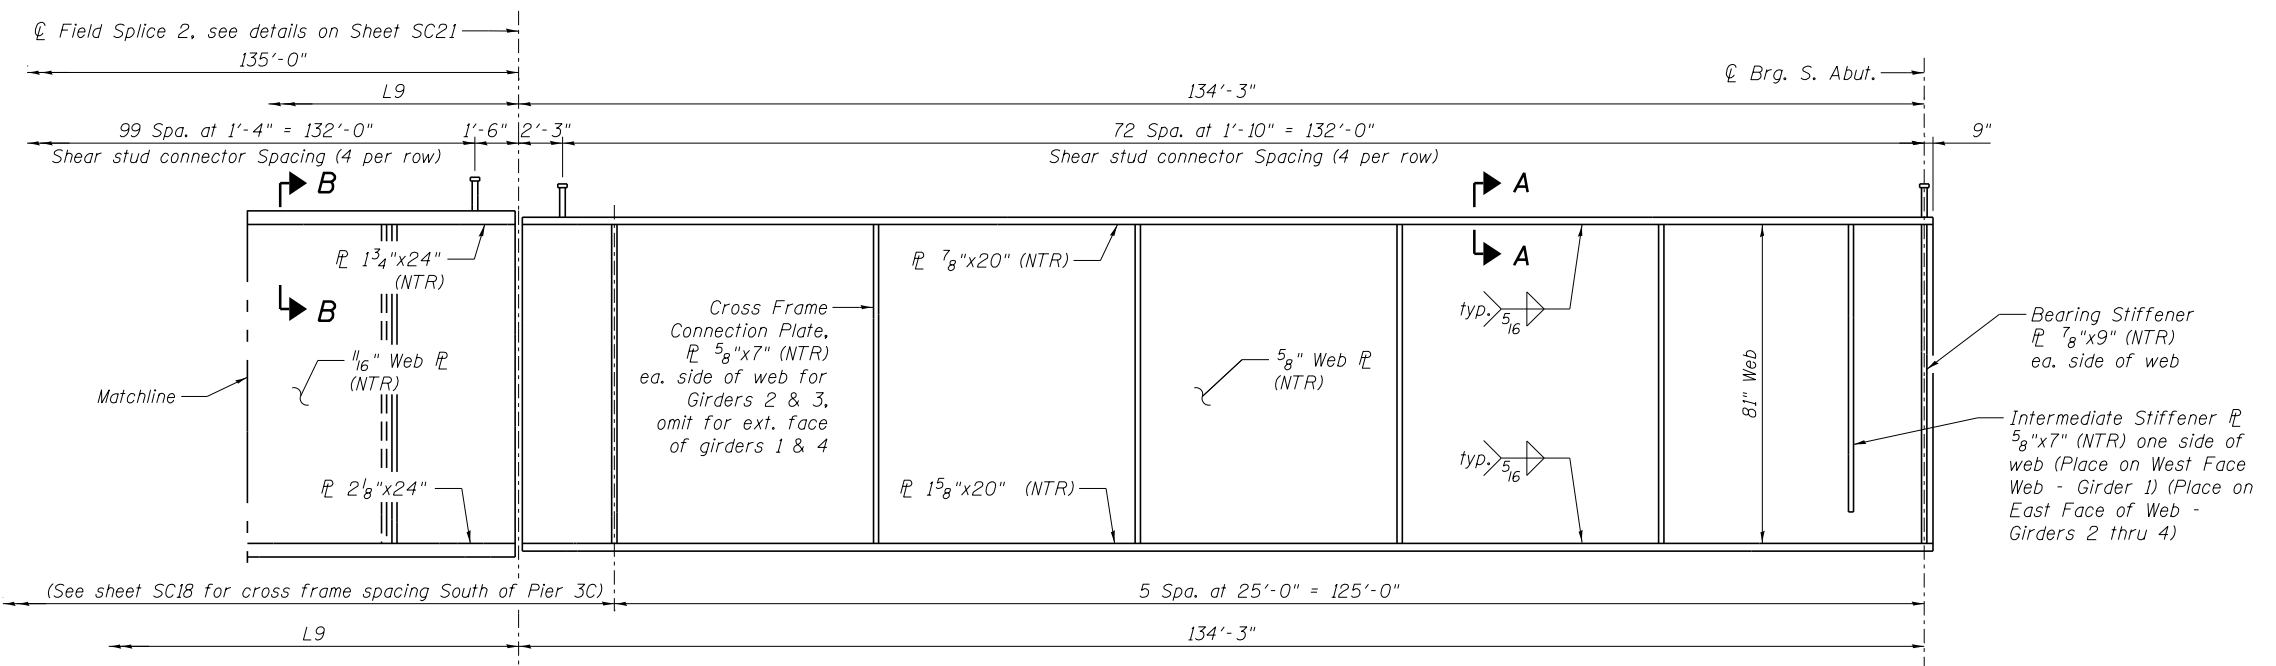 ℄ Field Splice 2, see details on Sheet SC21
135'-0"
℄ Brg. S. Abut.
L9
134'-3"
99 Spa. at 1'-4" = 132'-0"
1'-6"
2'-3"
72 Spa. at 1'-10" = 132'-0"
9"
Shear stud connector Spacing (4 per row)
Shear stud connector Spacing (4 per row)
B
A
℄ 1 3/4"x24"
(NTR)
℄ 7/8"x20" (NTR)
A
B
Cross Frame
Connection Plate,
℄ 5/8"x7" (NTR)
ea. side of web for
Girders 2 & 3,
omit for ext. face
of girders 1 & 4
typ.
5/16
Bearing Stiffener
℄ 7/8"x9" (NTR)
ea. side of web
11/16" Web ℄
(NTR)
5/8" Web ℄
(NTR)
81" Web
Matchline
Intermediate Stiffener ℄
5/8"x7" (NTR) one side of
web (Place on West Face
Web - Girder 1) (Place on
East Face of Web -
Girders 2 thru 4)
typ.
5/16
℄ 2 1/8"x24"
℄ 1 5/8"x20" (NTR)
(See sheet SC18 for cross frame spacing South of Pier 3C)
5 Spa. at 25'-0" = 125'-0"
L9
134'-3"